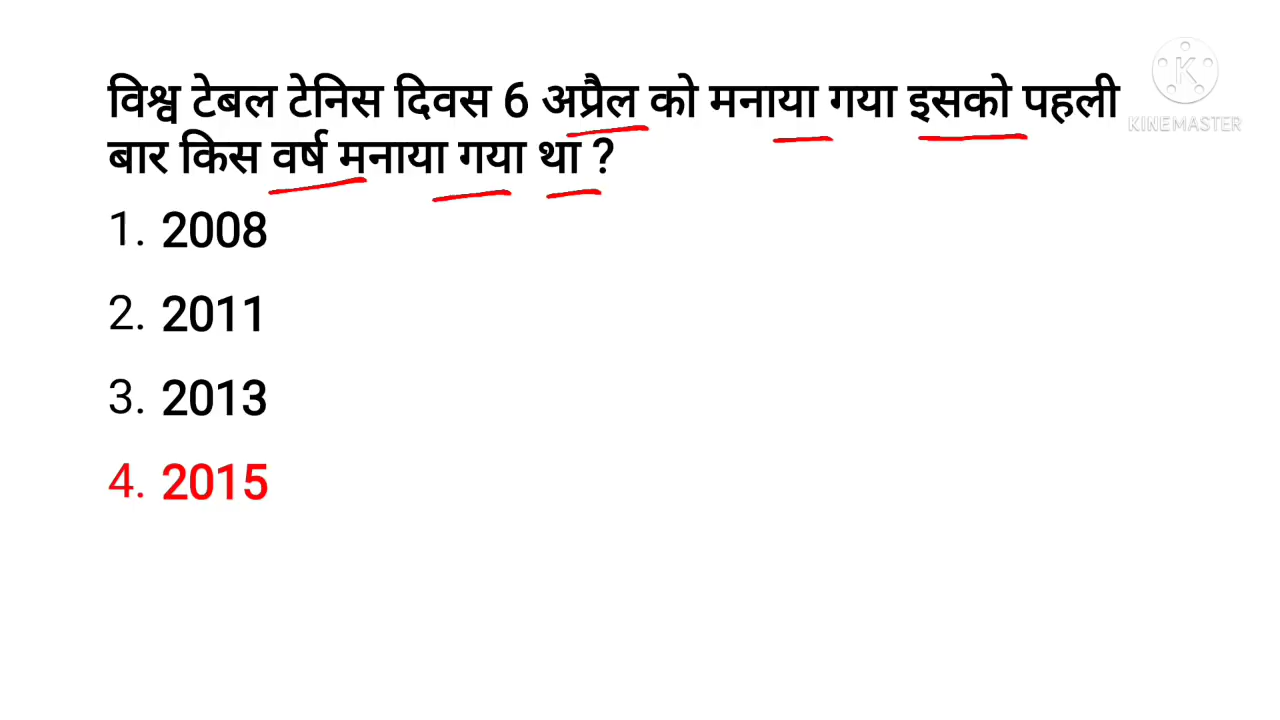 विश्व टेबल टेनिस दिवस 6 अप्रैल को मनाया गया इसको पहली
बार किस वर्ष मनाया गया था ?
1. 2008
2. 2011
3. 2013
4. 2015
K
KINEMASTER